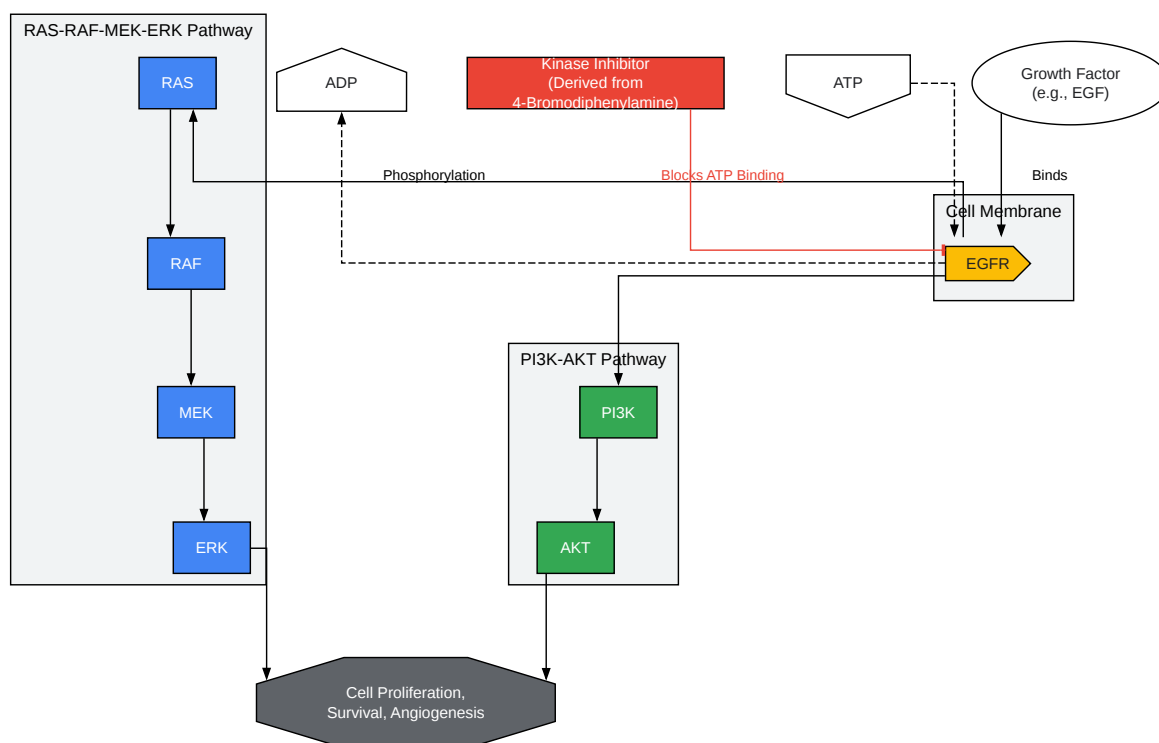 RAS-RAF-MEK-ERK Pathway
RAS
ADP
Kinase Inhibitor
(Derived from
4-Bromodiphenylamine)
ATP
Growth Factor
(e.g., EGF)
Phosphorylation
Blocks ATP Binding
Binds
Cell Membrane
RAF
EGFR
PI3K-AKT Pathway
MEK
PI3K
ERK
AKT
Cell Proliferation,
Survival, Angiogenesis